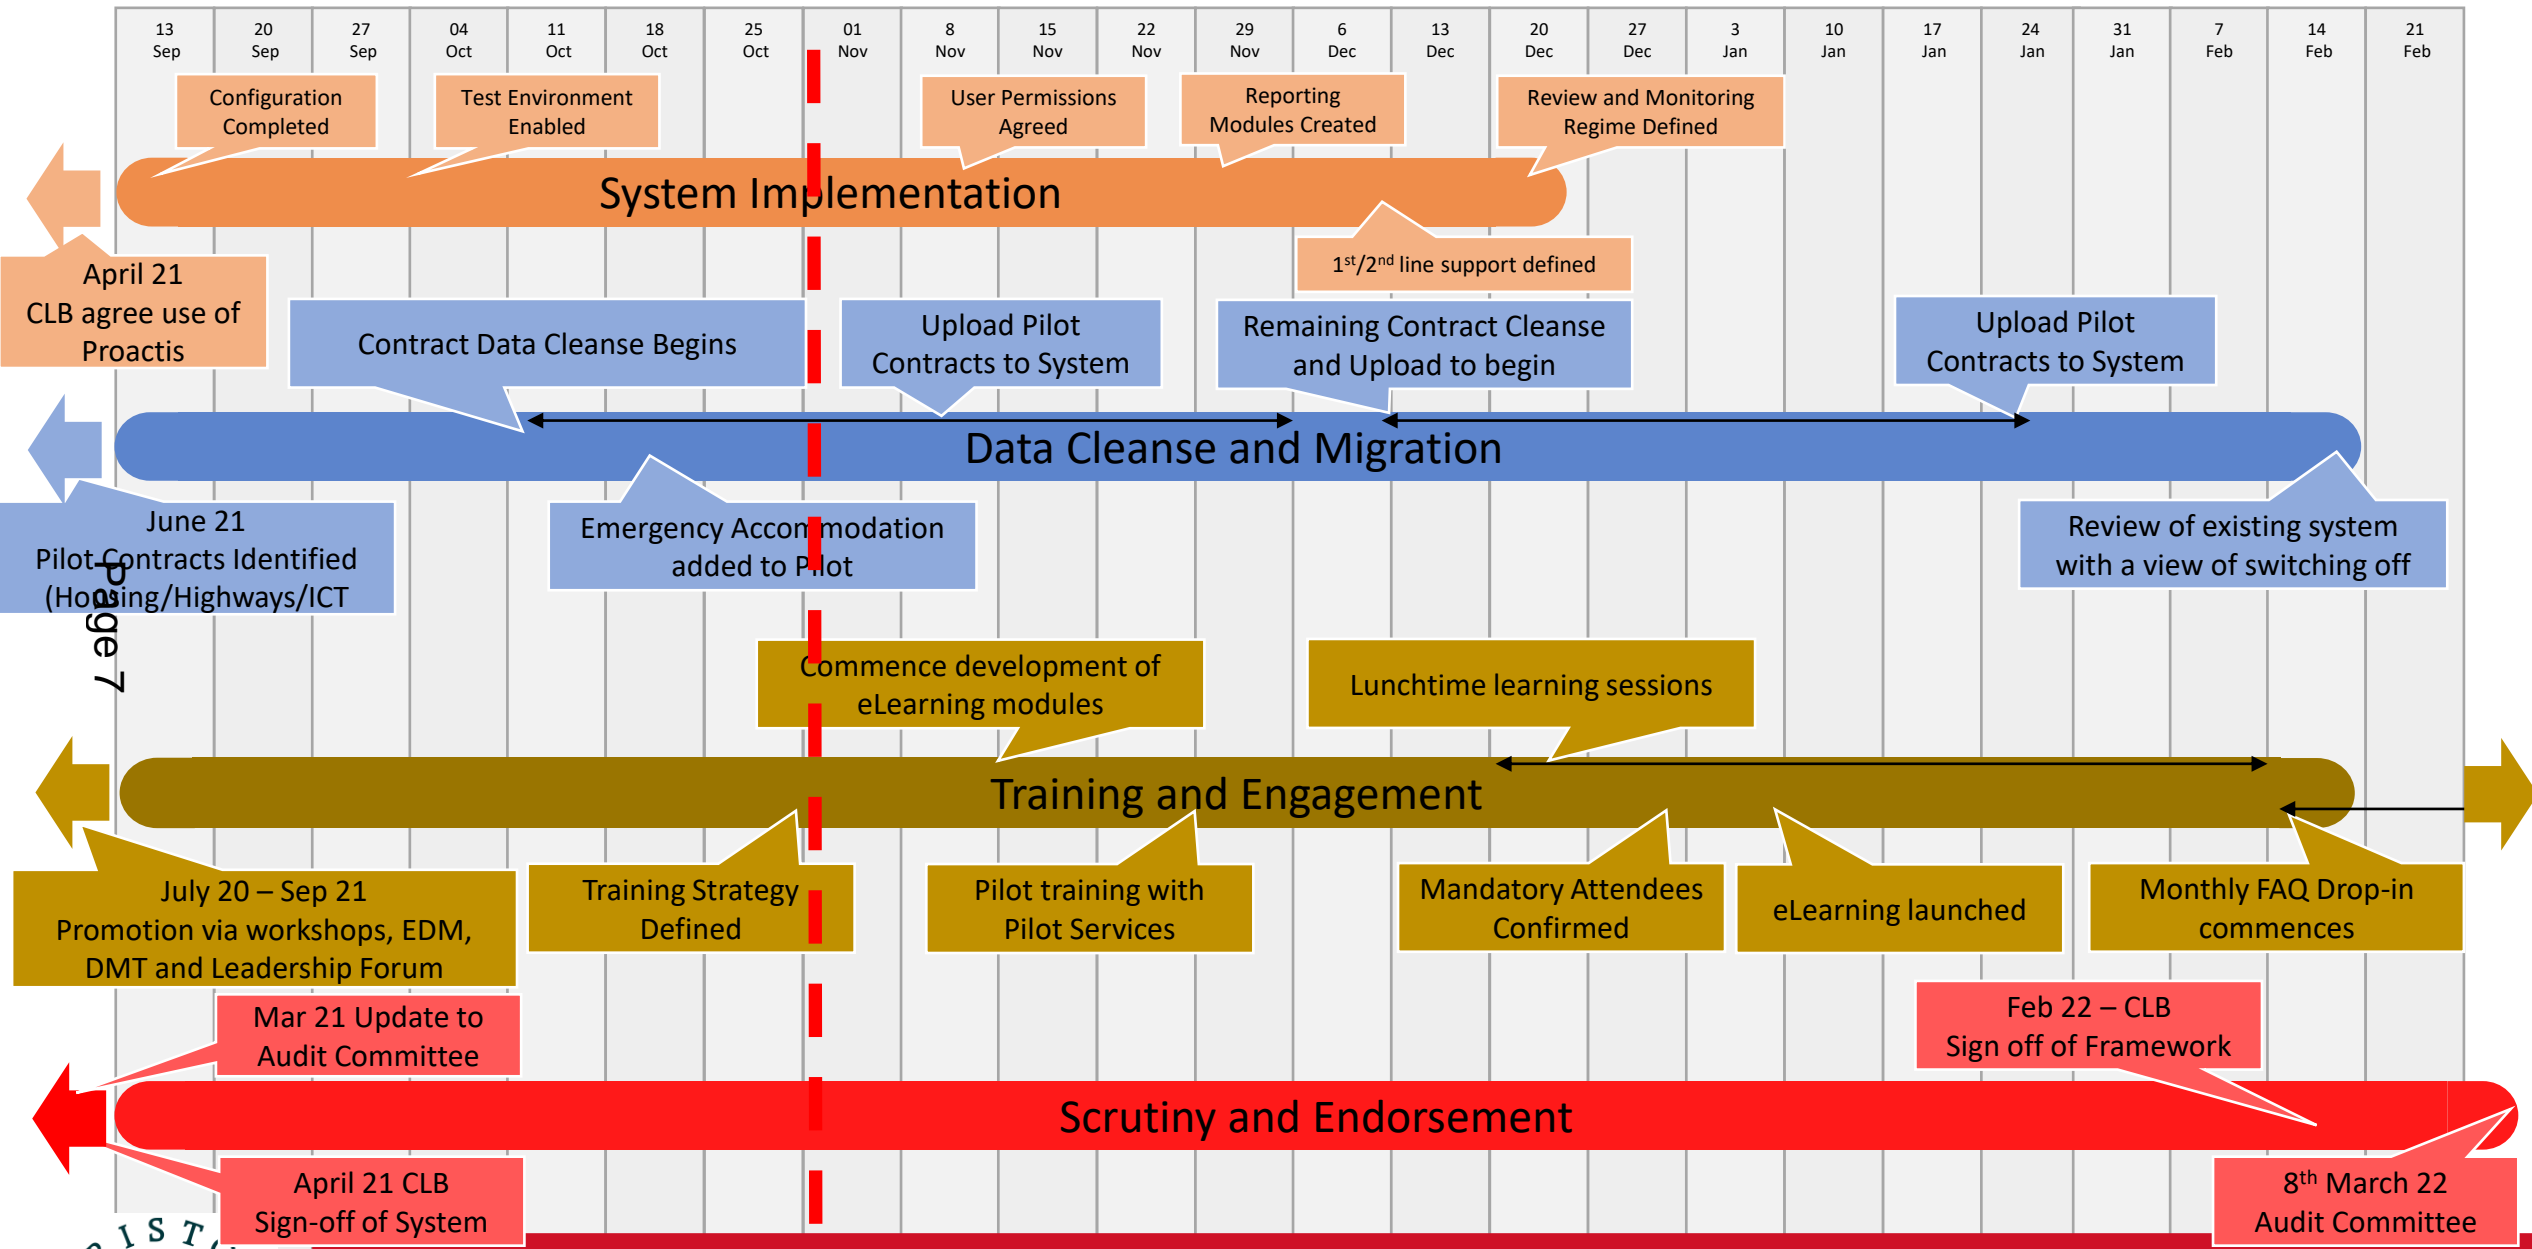 13 Sep
20 Sep
27 Sep
04 Oct
11 Oct
18 Oct
25 Oct
01 Nov
8 Nov
15 Nov
22 Nov
29 Nov
6 Dec
13 Dec
20 Dec
27 Dec
3 Jan
10 Jan
17 Jan
24 Jan
31 Jan
7 Feb
14 Feb
21 Feb
Configuration
Completed
Test Environment
Enabled
User Permissions
Agreed
Reporting
Modules Created
Review and Monitoring
Regime Defined
System Implementation
1st/2nd line support defined
April 21
CLB agree use of
Proactis
Contract Data Cleanse Begins
Upload Pilot
Contracts to System
Remaining Contract Cleanse
and Upload to begin
Upload Pilot
Contracts to System
Data Cleanse and Migration
June 21
Pilot Contracts Identified
(Housing/Highways/ICT
Emergency Accommodation
added to Pilot
Review of existing system
with a view of switching off
Page 7
Commence development of
eLearning modules
Lunchtime learning sessions
Training and Engagement
July 20 – Sep 21
Promotion via workshops, EDM,
DMT and Leadership Forum
Training Strategy
Defined
Pilot training with
Pilot Services
Mandatory Attendees
Confirmed
eLearning launched
Monthly FAQ Drop-in
commences
Mar 21 Update to
Audit Committee
Feb 22 – CLB
Sign off of Framework
Scrutiny and Endorsement
April 21 CLB
Sign-off of System
8th March 22
Audit Committee